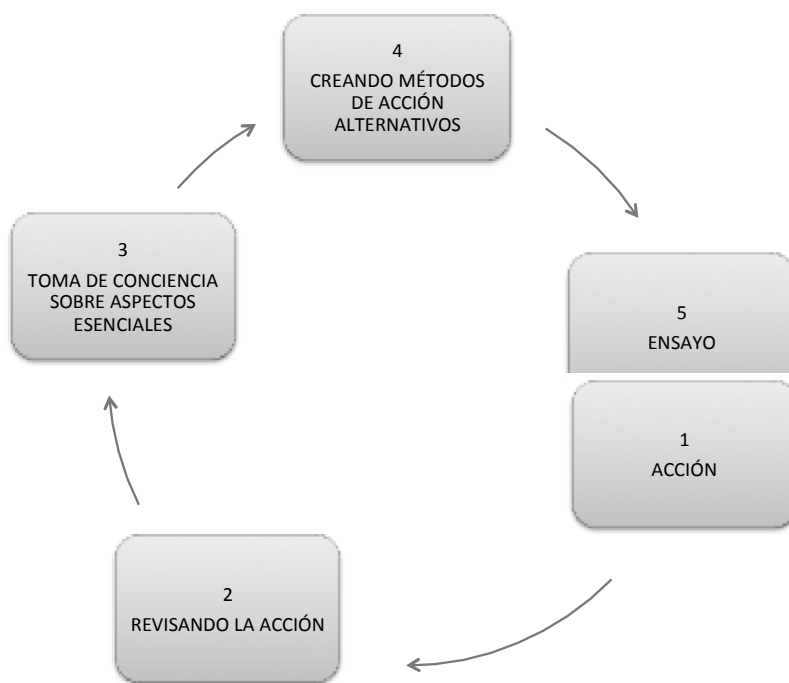 4
CREANDO MÉTODOS
DE ACCIÓN
ALTERNATIVOS
3
TOMA DE CONCIENCIA
SOBRE ASPECTOS
ESENCIALES
5
ENSAYO
1
ACCIÓN
2
REVISANDO LA ACCIÓN